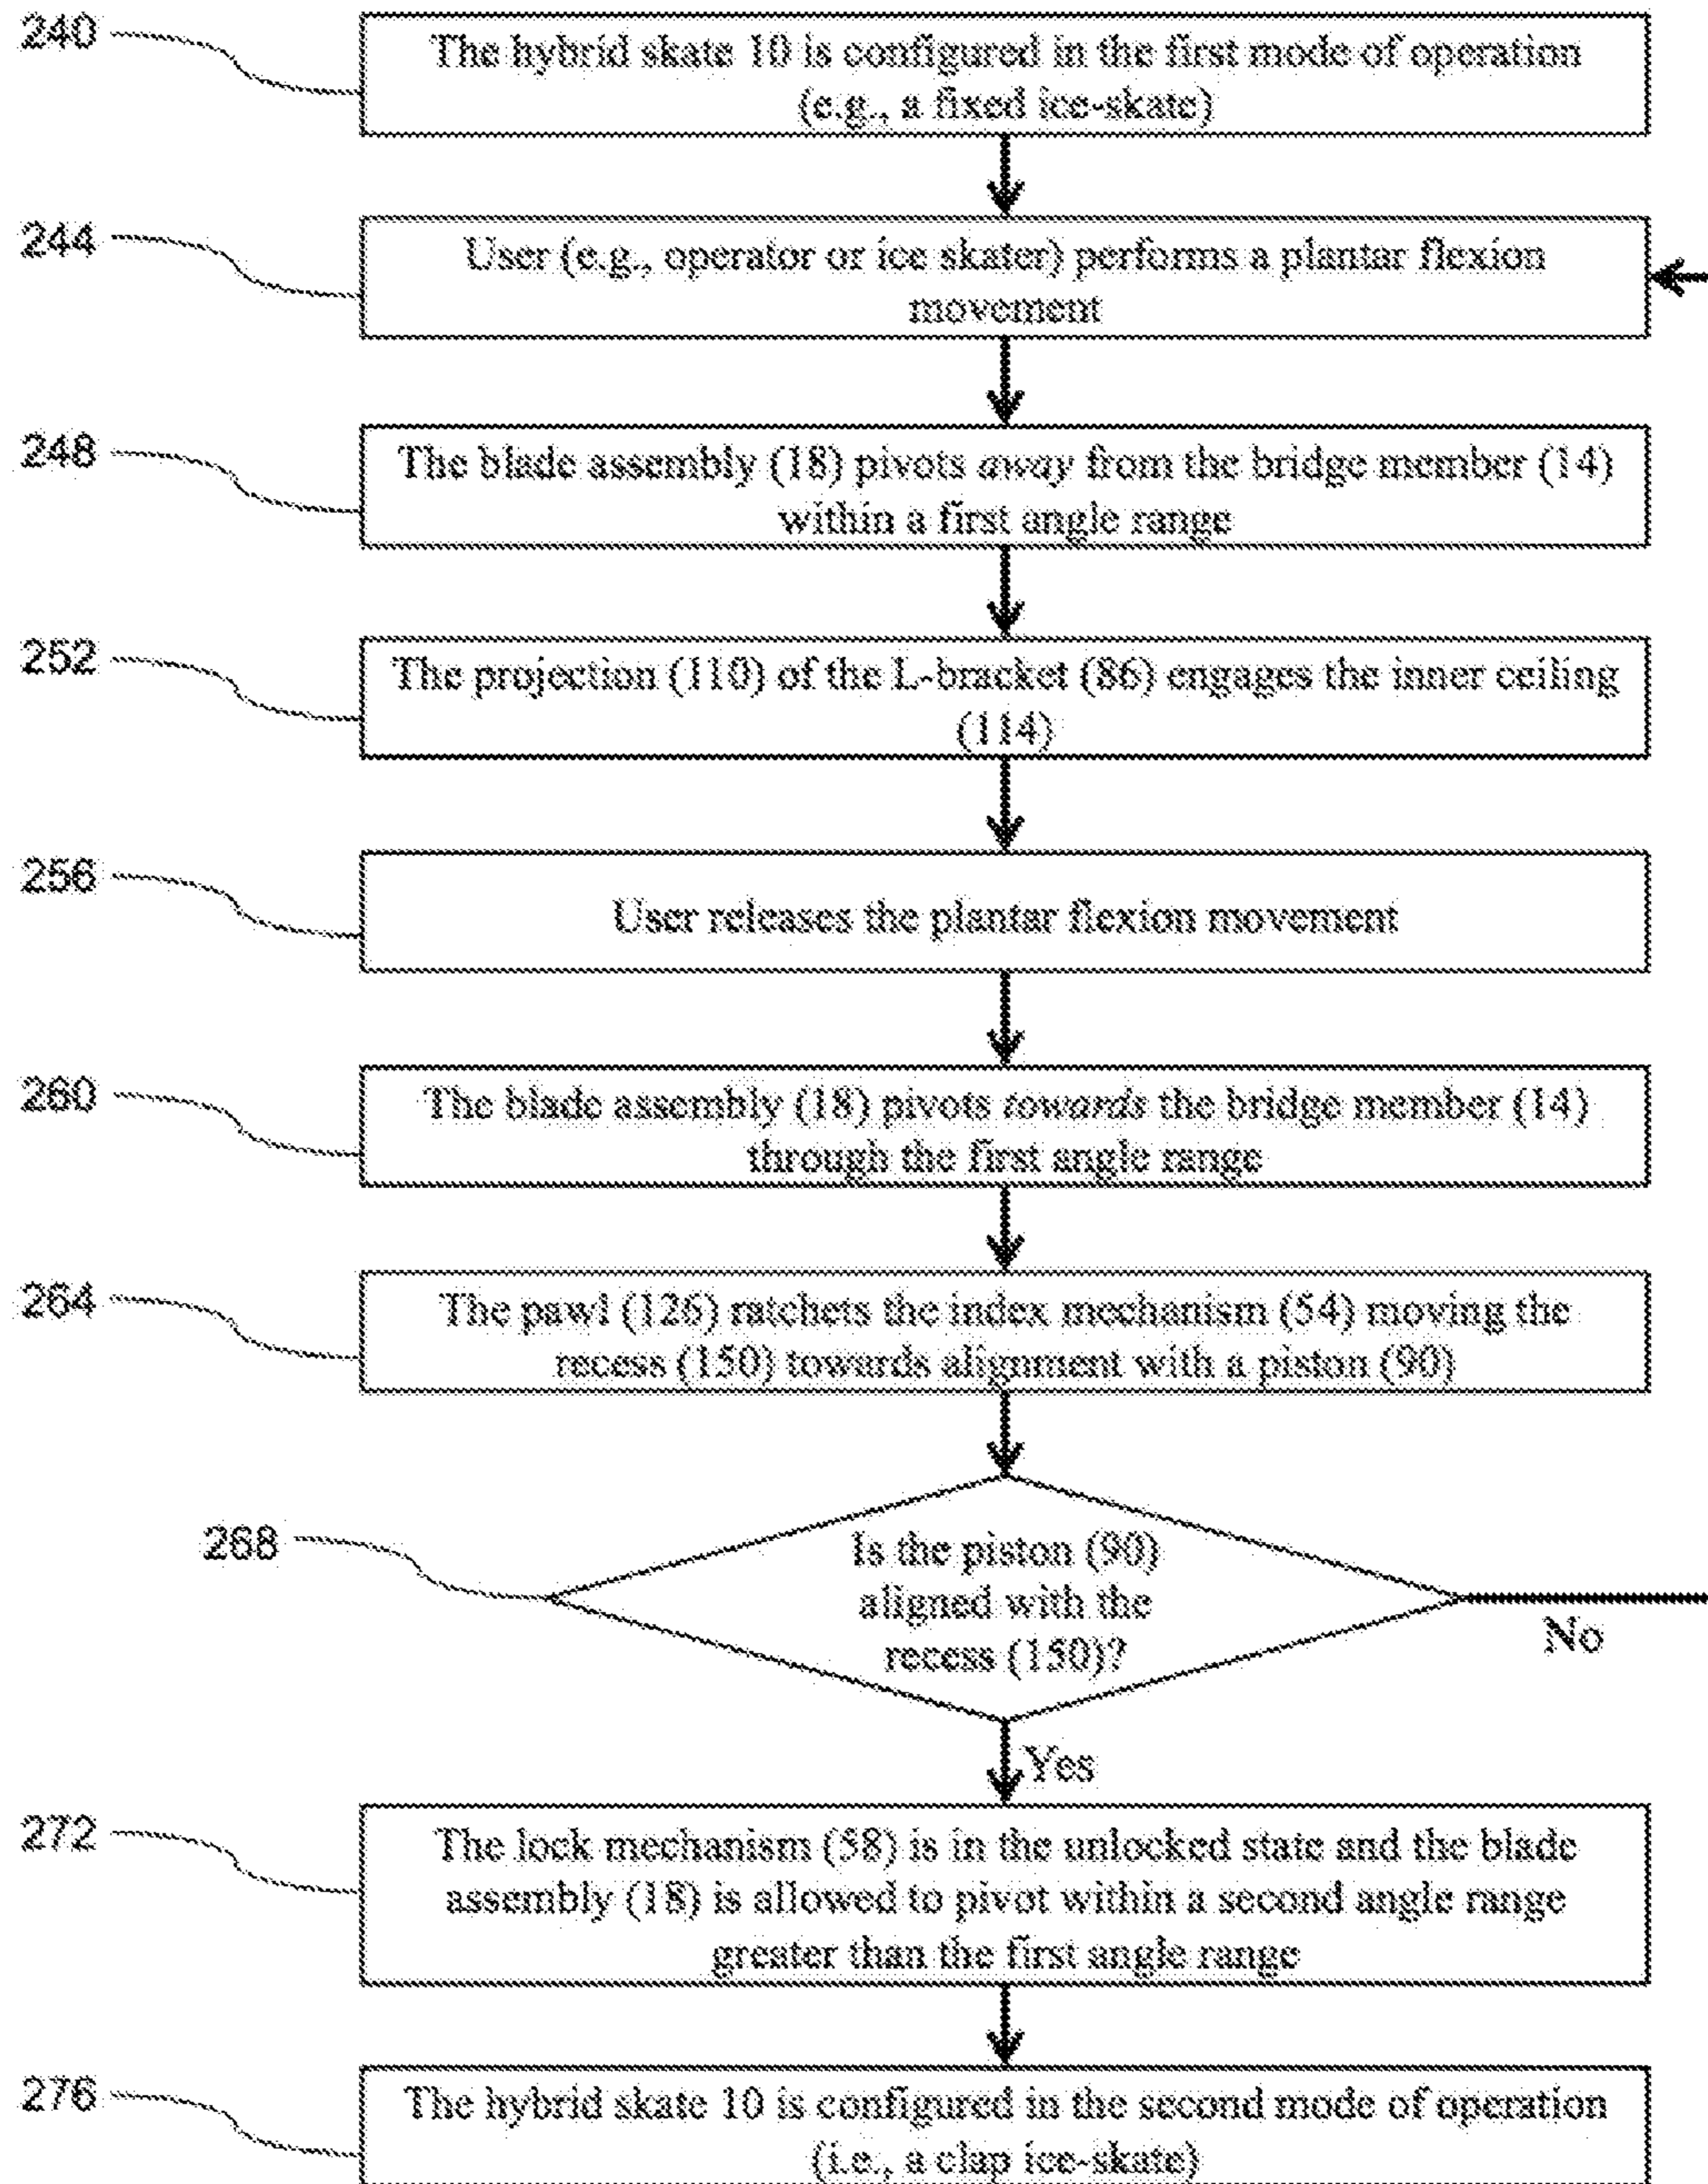 240
The hybrid skate 10 is configured in the first mode of operation
(e.g., a fixed ice-skate)
244
User (e.g., operator or ice skater) performs a plantar flexion
movement
248
The blade assembly (18) pivots away from the bridge member (14)
within a first angle range
252
The projection (110) of the L-bracket (86) engages the inner ceiling
(114)
256
User releases the plantar flexion movement
260
The blade assembly (18) pivots towards the bridge member (14)
through the first angle range
264
The pawl (126) ratchets the index mechanism (54) moving the
recess (150) towards alignment with a piston (90)
268
Is the piston (90)
aligned with the
recess (150)?
No
Yes
272
The lock mechanism (58) is in the unlocked state and the blade
assembly (18) is allowed to pivot within a second angle range
greater than the first angle range
276
The hybrid skate 10 is configured in the second mode of operation
(i.e., a clap ice-skate)